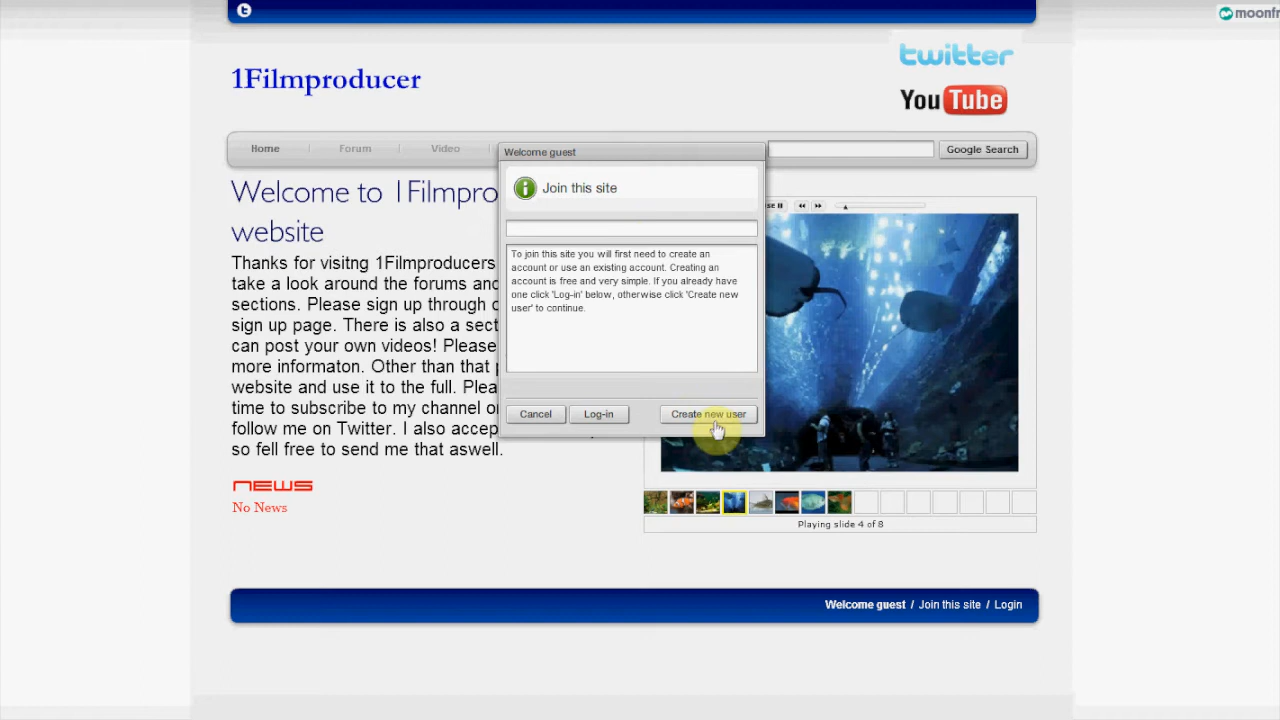 moonfr
twitter
1Filmproducer
You Tube
Home
Forum
Video
Google Search
Welcome guest
Join this site
To join this site you will first need to create an
account or use an existing account. Creating an
account is free and very simple. If you already have
one click 'Log-in' below, otherwise click 'Create new
user' to continue.
Cancel
Log-in
Create new user
Welcome to 1Filmpro
website
Thanks for visitng 1Filmproducers
take a look around the forums and
sections. Please sign up through
sign up page. There is also a sect
can post your own videos! Please
more informaton. Other than that p
website and use it to the full. Plea
time to subscribe to my channel or
follow me on Twitter. I also accep
so fell free to send me that aswell.
NEWS
No News
Playing slide 4 of 8
Welcome guest / Join this site / Login